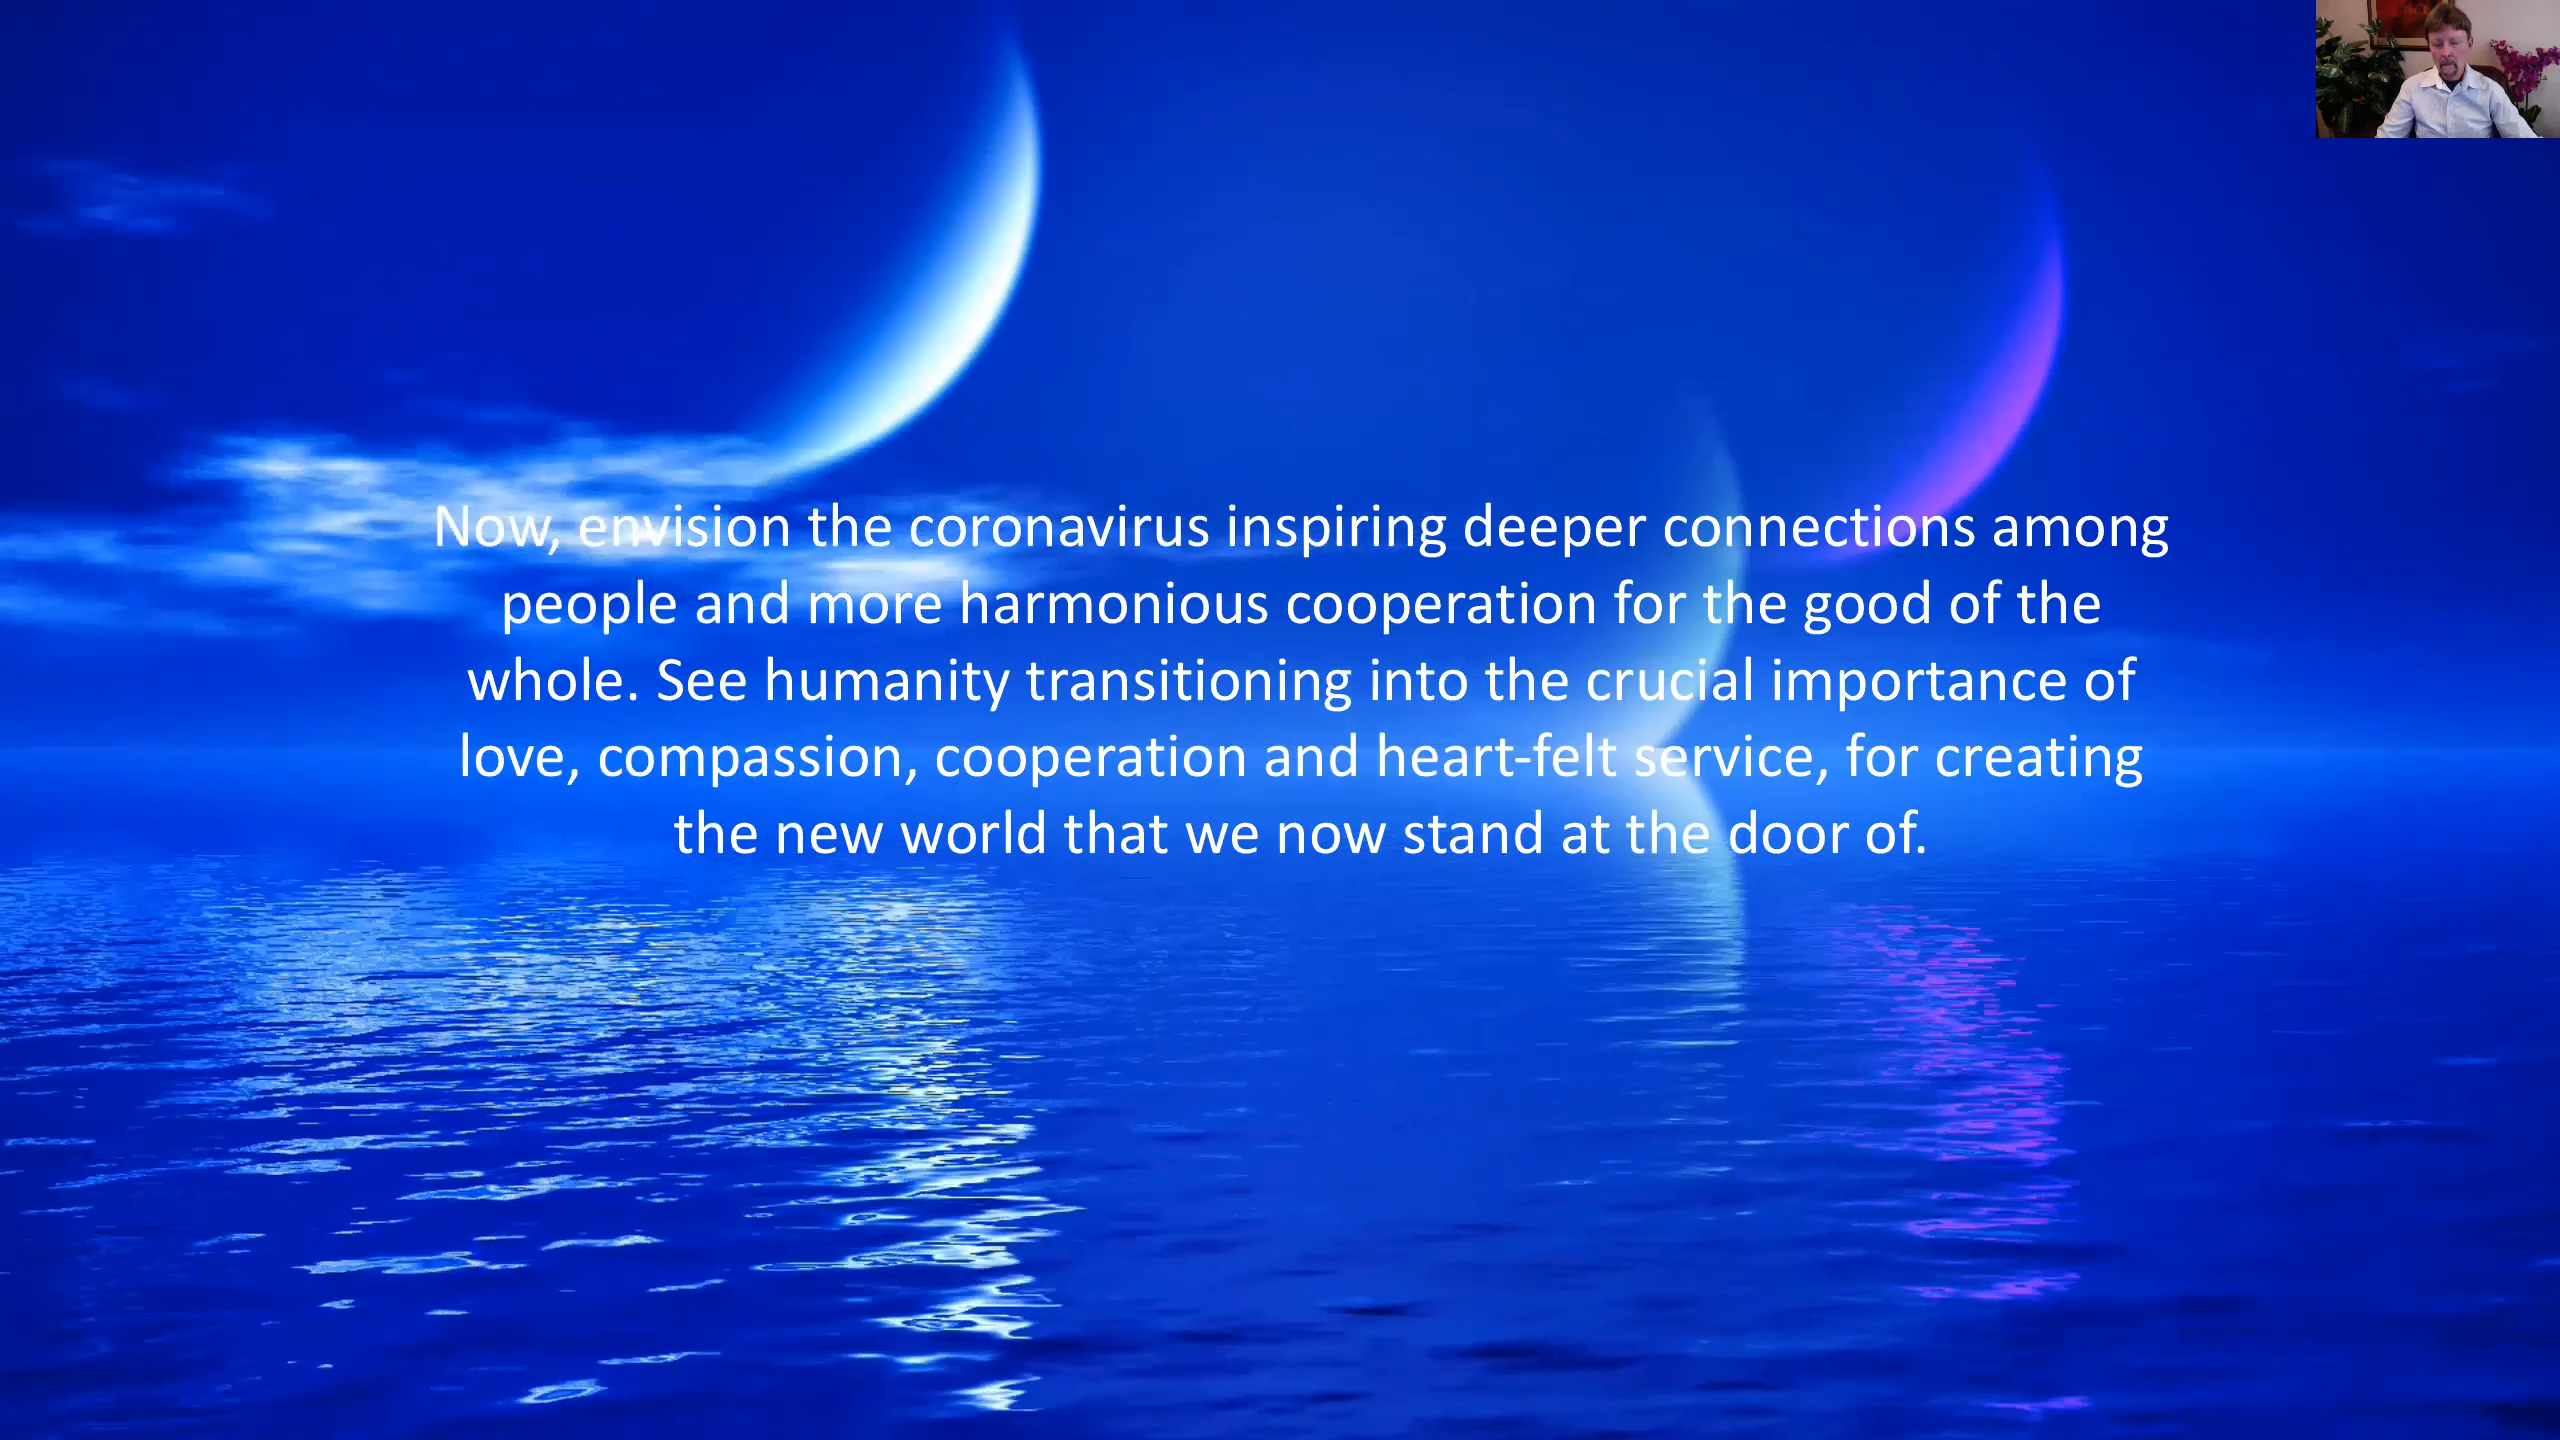 Now, envision the coronavirus inspiring deeper connections among
people and more harmonious cooperation for the good of the
whole. See humanity transitioning into the crucial importance of
love, compassion, cooperation and heart-felt service, for creating
the new world that we now stand at the door of.